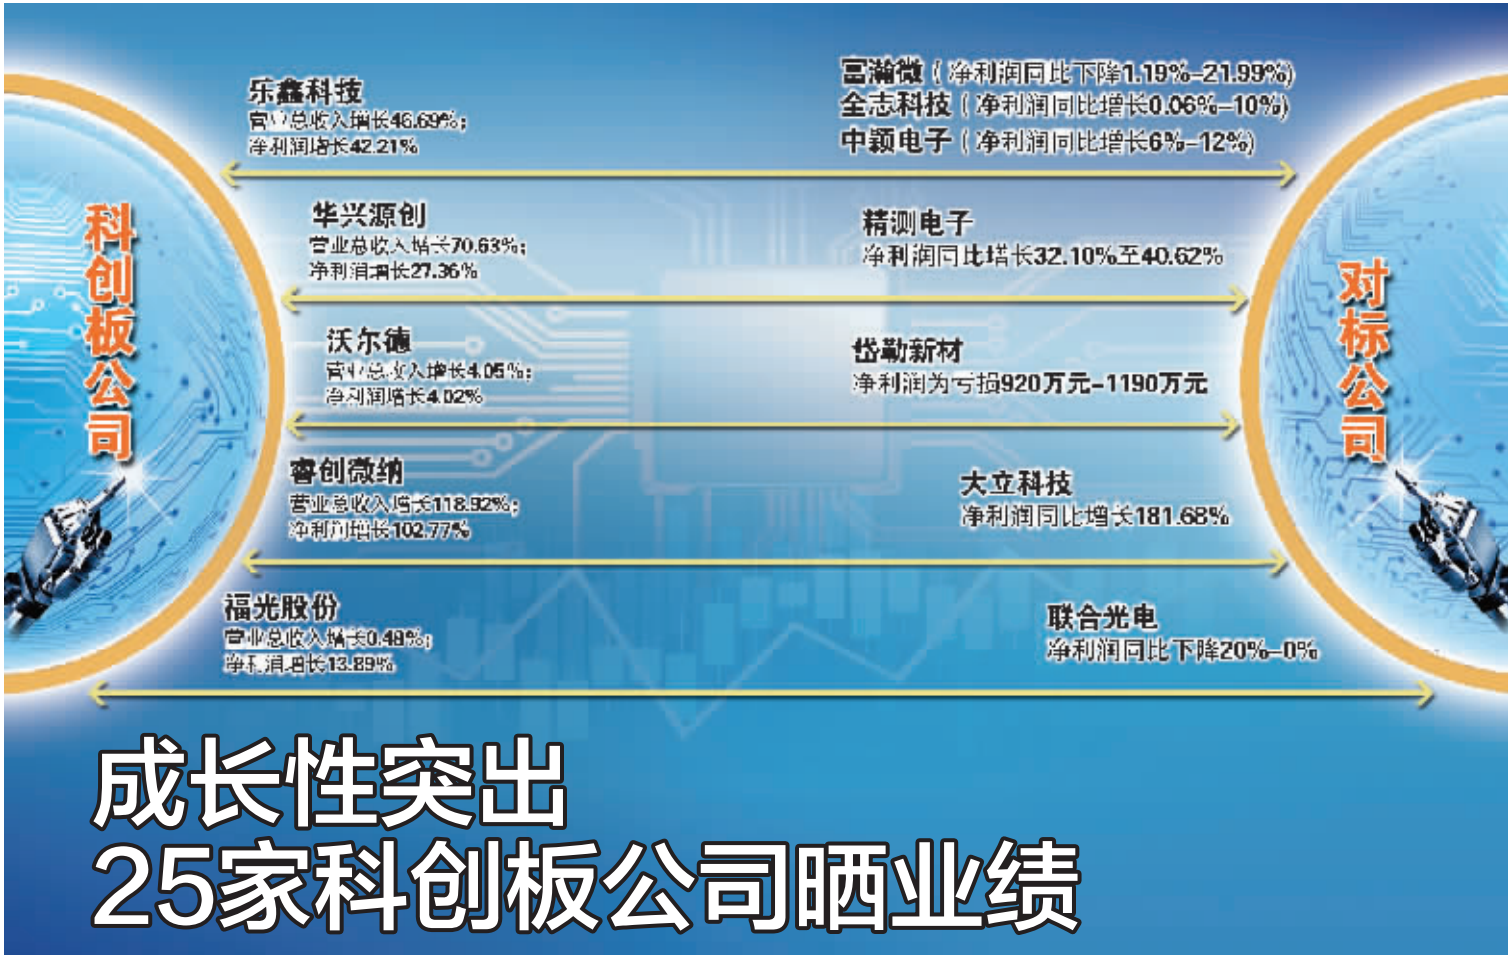 科创板公司
乐鑫科技
营业总收入增长46.69%;
净利润增长42.21%
富瀚微(净利润同比下降1.19%-21.99%)
全志科技(净利润同比增长0.06%-10%)
中颖电子(净利润同比增长6%-12%)
华兴源创
营业总收入增长70.63%;
净利润增长27.36%
精测电子
净利润同比增长32.10%至40.62%
沃尔德
营业总收入增长4.05%;
净利润增长4.02%
岱勒新材
净利润为亏损920万元-1190万元
睿创微纳
营业总收入增长118.92%;
净利润增长102.77%
大立科技
净利润同比增长181.68%
福光股份
营业总收入增长0.48%;
净利润增长13.89%
联合光电
净利润同比下降20%-0%
对标公司
成长性突出
25家科创板公司晒业绩